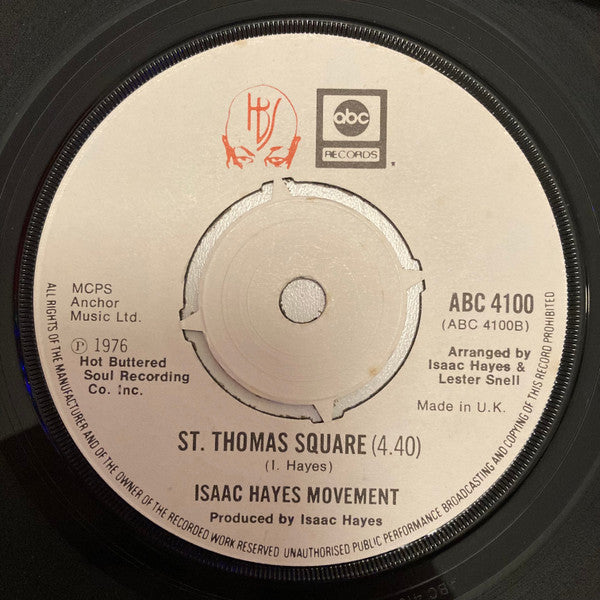 HBS
abc
RECORDS
MCPS
Anchor
Music Ltd.
℗ 1976
Hot Buttered
Soul Recording
Co. Inc.
ABC 4100
(ABC 4100B)
Arranged by
Isaac Hayes &
Lester Snell
Made in U.K.
ST. THOMAS SQUARE (4.40)
(I. Hayes)
ISAAC HAYES MOVEMENT
Produced by Isaac Hayes
ALL RIGHTS OF THE MANUFACTURER AND OF THE OWNER OF THE RECORDED WORK RESERVED UNAUTHORISED PUBLIC PERFORMANCE BROADCASTING AND COPYING OF THIS RECORD PROHIBITED